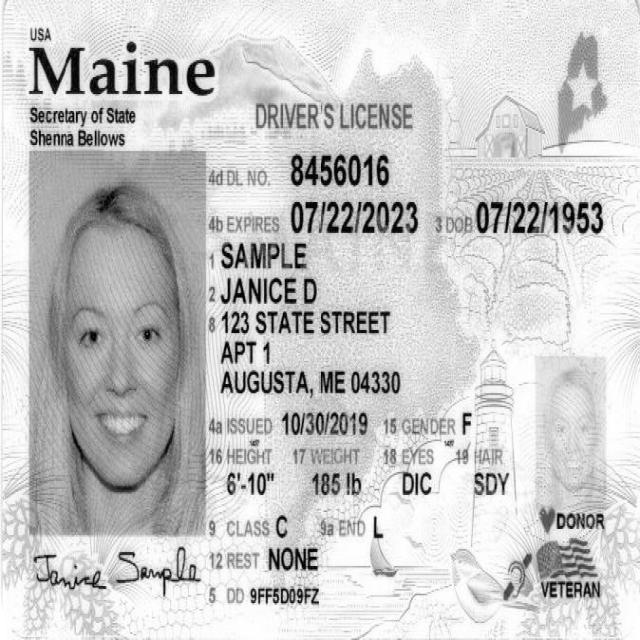 USA
Maine
Secretary of State
Shenna Bellows
DRIVER'S LICENSE
4d DL NO. 8456016
4b EXPIRES 07/22/2023 3 DOB 07/22/1953
1 SAMPLE
2 JANICE D
8 123 STATE STREET
APT 1
AUGUSTA, ME 04330
4a ISSUED 10/30/2019 15 GENDER F
16 HEIGHT 17 WEIGHT 18 EYES 19 HAIR
6'-10" 185 lb DIC SDY
9 CLASS C 9a END L
12 REST NONE
5 DD 9FF5D09FZ
Janice Sample
DONOR
VETERAN